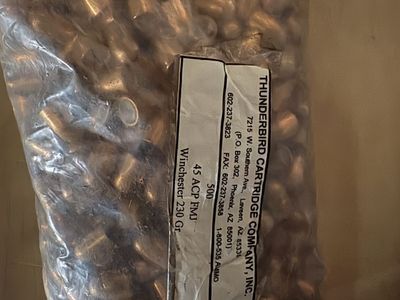 THUNDERBIRD CARTRIDGE COMPANY, INC.
7215 W. Southern Ave., Laveen, AZ 85339
(P.O. Box 302, Phoenix, AZ 85001)
602-237-3823 FAX: 602-237-3858 1-800-535-AMMO
500
45 ACP FMJ
Winchester 230 Gr.